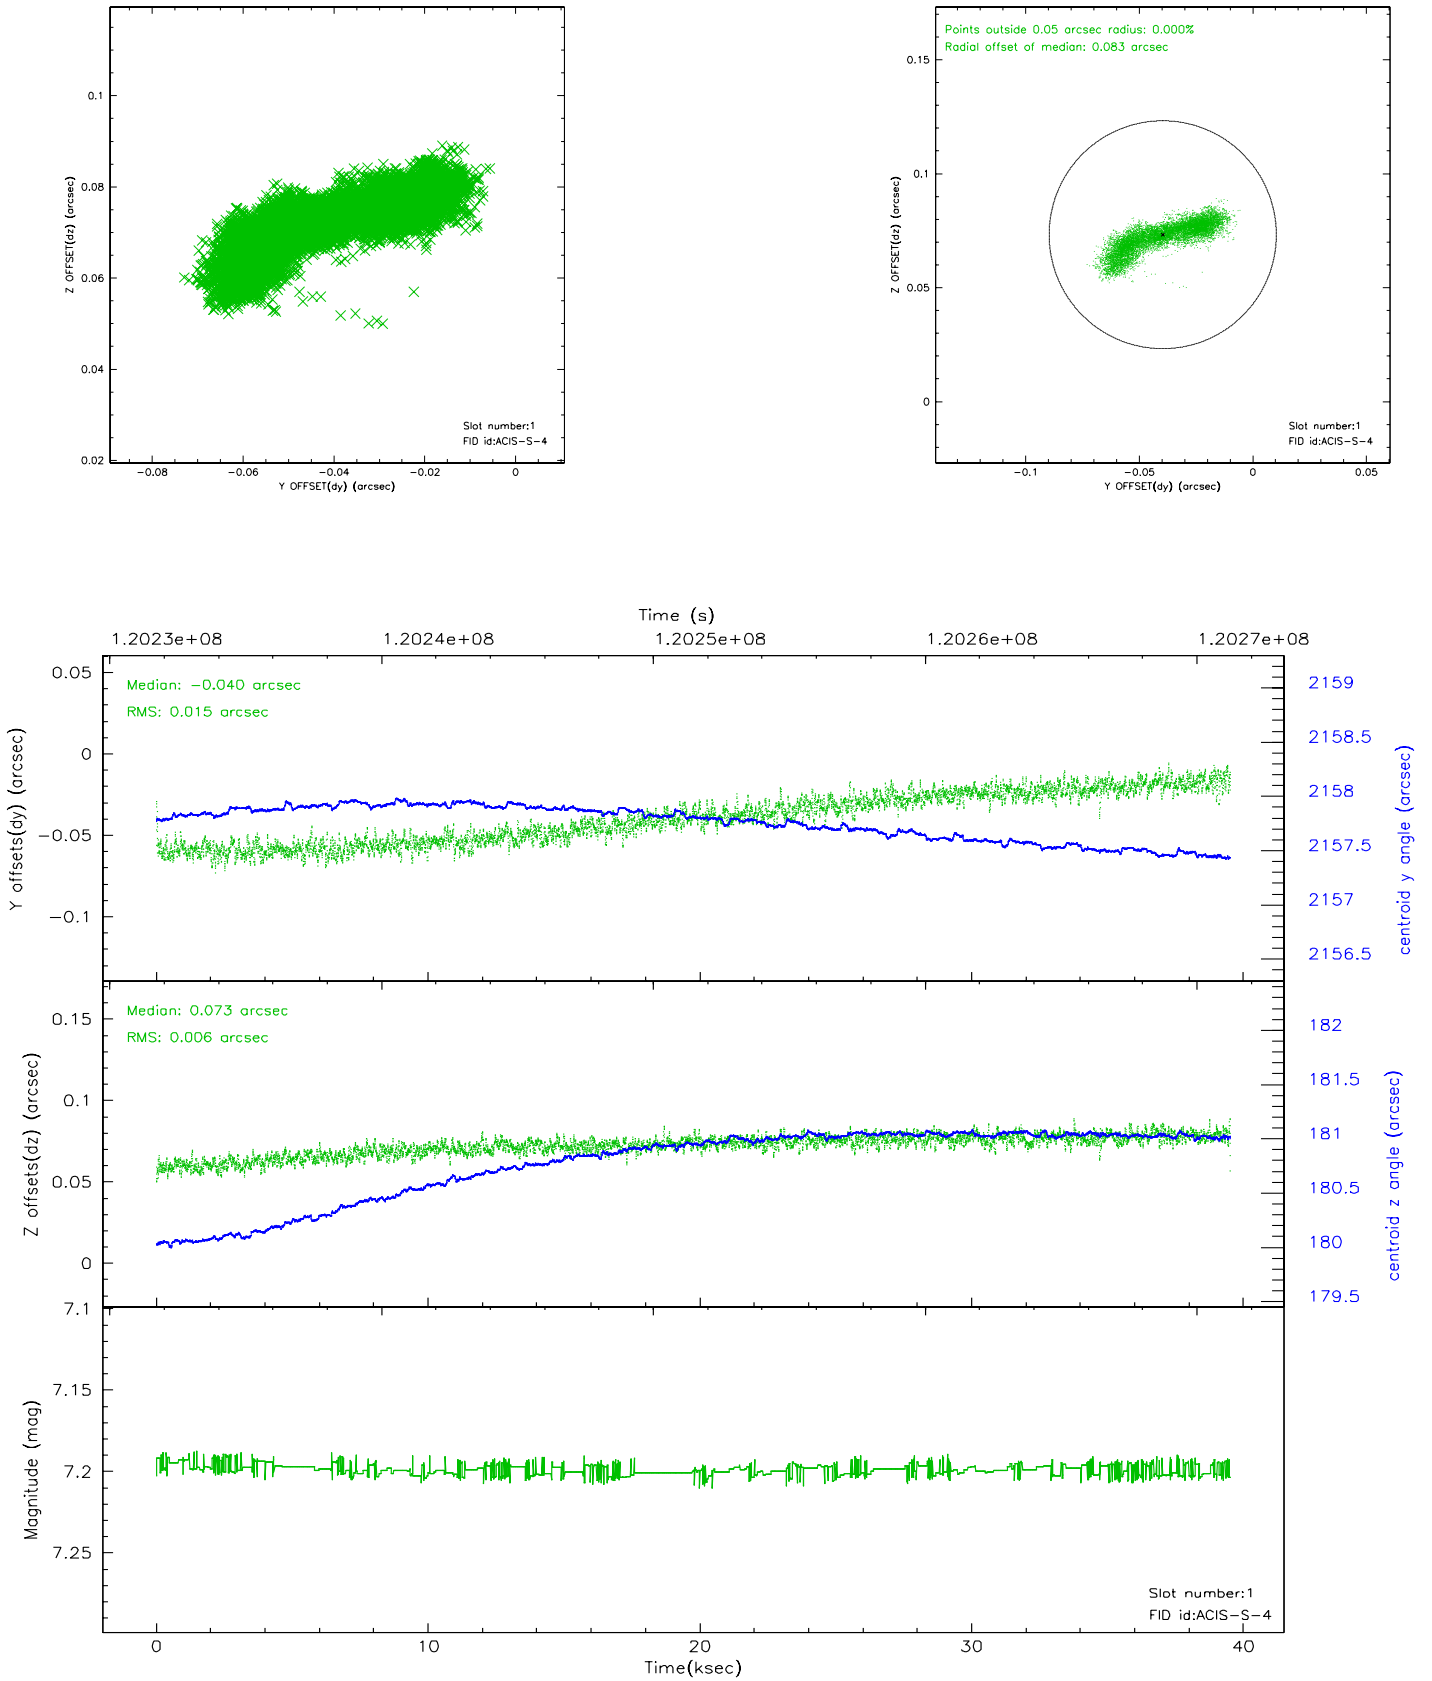 Points outside 0.05 arcsec radius: 0.000%
Radial offset of median: 0.083 arcsec
0.1
0.08
0.06
0.04
0.02
Z OFFSET(dz) (arcsec)
Slot number:1
FID id:ACIS-S-4
-0.08 -0.06 -0.04 -0.02 0
Y OFFSET(dy) (arcsec)
0.15
0.1
0.05
0
Z OFFSET(dz) (arcsec)
Slot number:1
FID id:ACIS-S-4
-0.1 -0.05 0 0.05
Y OFFSET(dy) (arcsec)
Time (s)
1.2023e+08 1.2024e+08 1.2025e+08 1.2026e+08 1.2027e+08
Median: -0.040 arcsec
RMS: 0.015 arcsec
0.05
0
-0.05
-0.1
Y offsets(dy) (arcsec)
2159
2158.5
2158
2157.5
2157
2156.5
centroid y angle (arcsec)
Median: 0.073 arcsec
RMS: 0.006 arcsec
0.15
0.1
0.05
0
Z offsets(dz) (arcsec)
182
181.5
181
180.5
180
179.5
centroid z angle (arcsec)
7.1
7.15
7.2
7.25
Magnitude (mag)
Slot number:1
FID id:ACIS-S-4
0 10 20 30 40
Time(ksec)